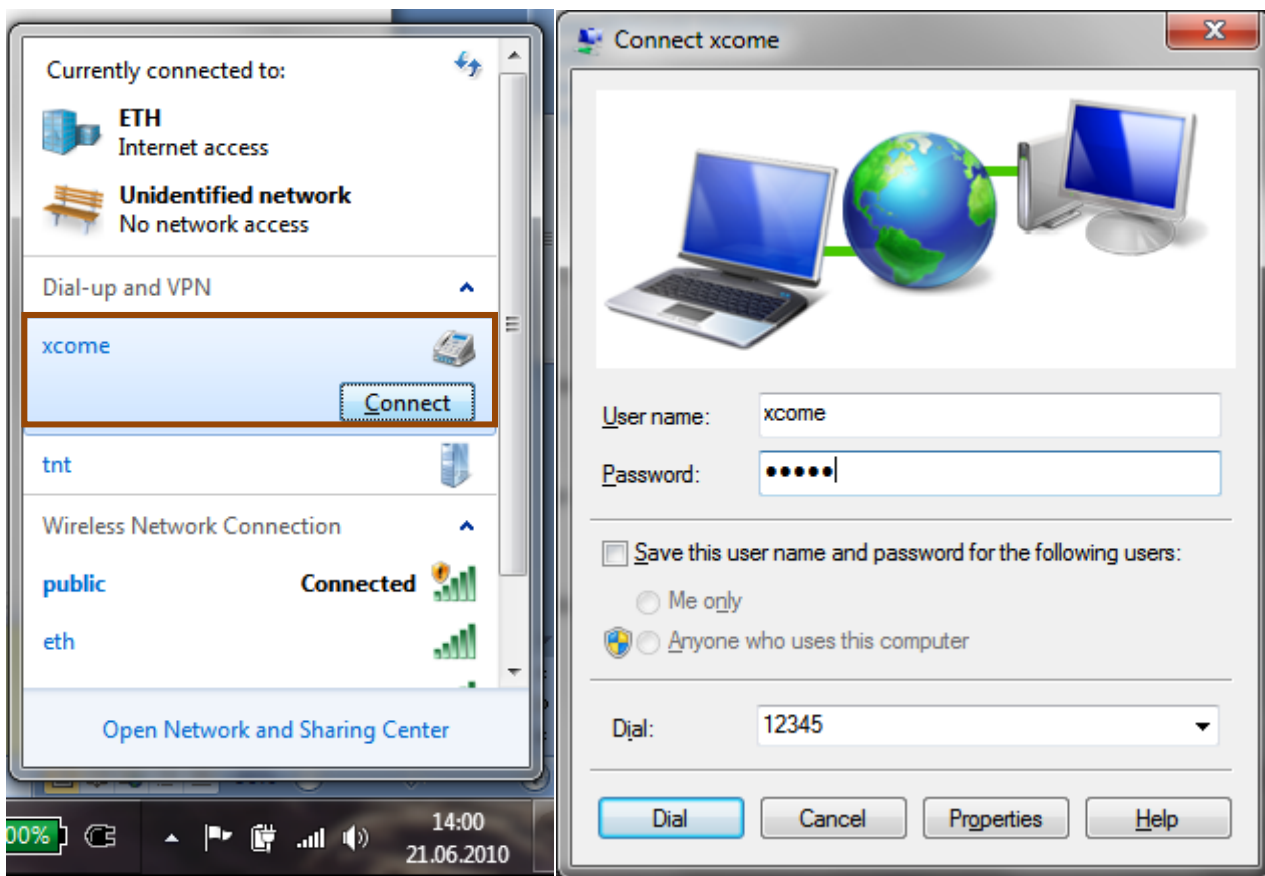 Currently connected to:
ETH
Internet access
Unidentified network
No network access
Dial-up and VPN
xcome
Connect
tnt
Wireless Network Connection
public Connected
eth
Open Network and Sharing Center
00%
14:00
21.06.2010
Connect xcome
User name: xcome
Password: •••••
Save this user name and password for the following users:
Me only
Anyone who uses this computer
Dial: 12345
Dial Cancel Properties Help